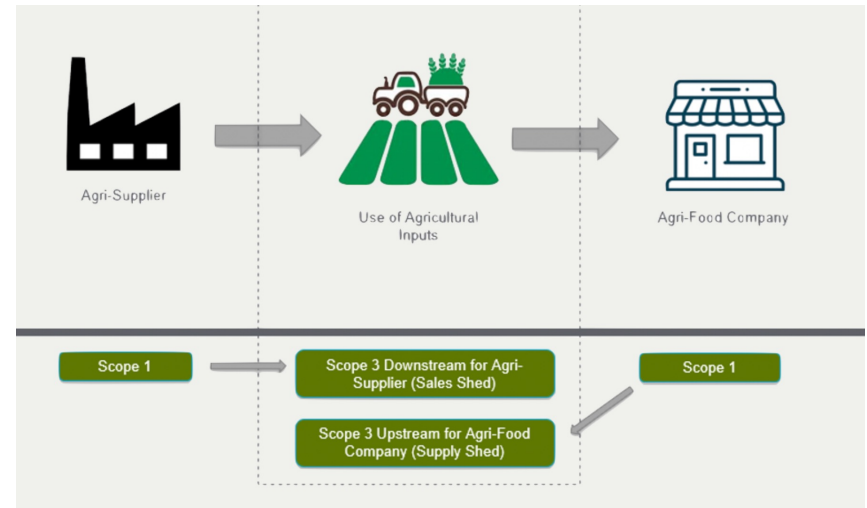 Agri-Supplier
Use of Agricultural
Inputs
Agri-Food Company
Scope 1
Scope 3 Downstream for Agri-
Supplier (Sales Shed)
Scope 1
Scope 3 Upstream for Agri-Food
Company (Supply Shed)